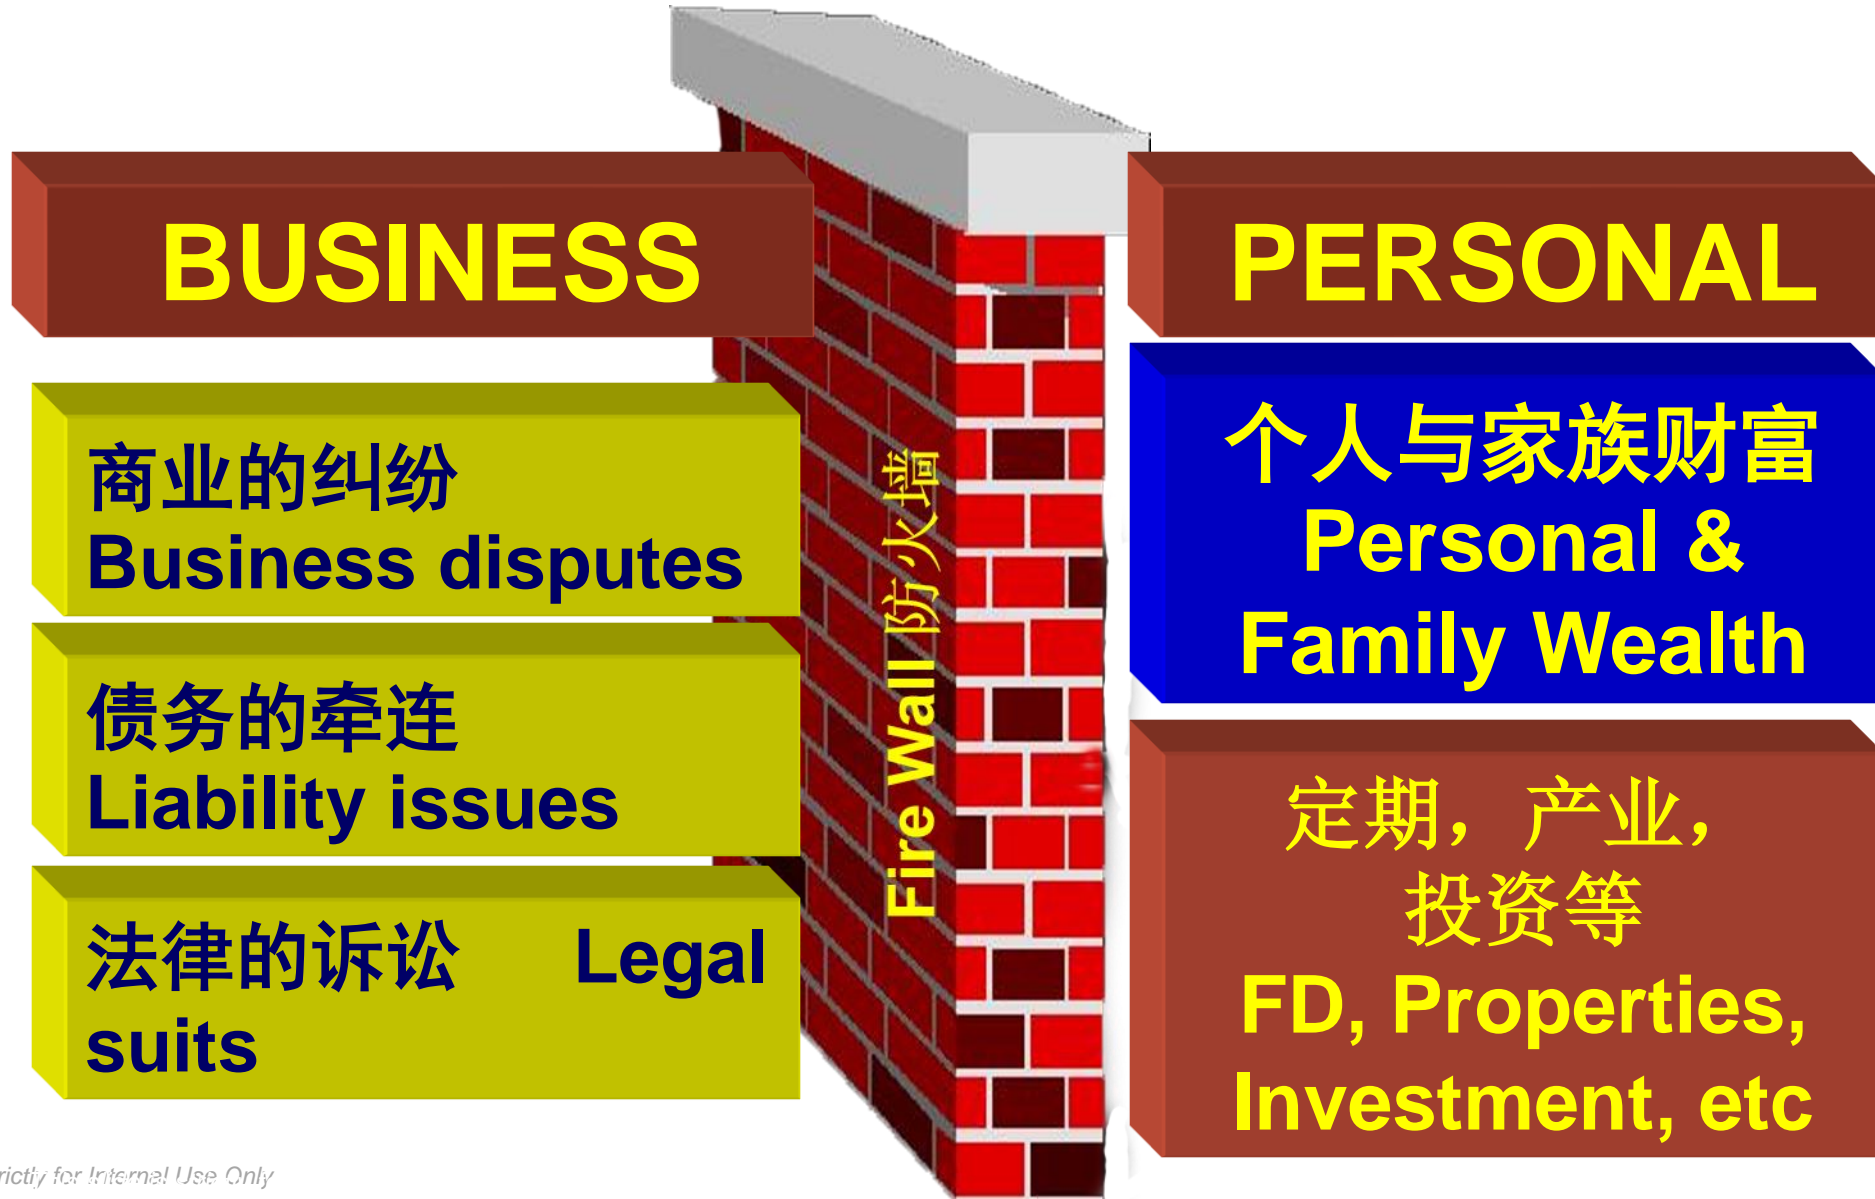 BUSINESS
商业的纠纷
Business disputes
债务的牵连
Liability issues
法律的诉讼 Legal
suits
Fire Wall 防火墙
PERSONAL
个人与家族财富
Personal &
Family Wealth
定期，产业，
投资等
FD, Properties,
Investment, etc
for Internal Use Only